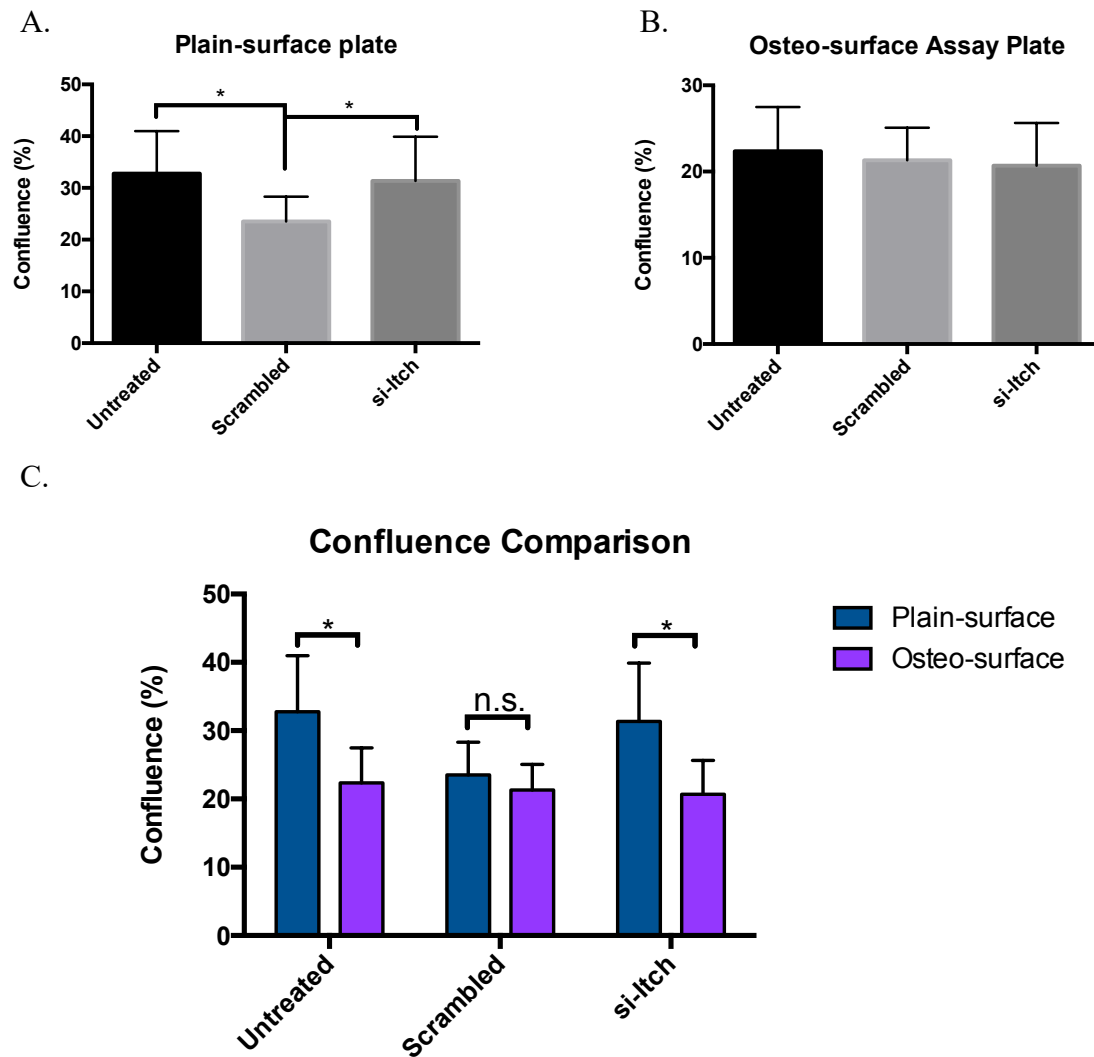 A.
Plain-surface plate
Confluence (%)
50
40
30
20
10
0
*
*
Untreated
Scrambled
si-Itch
B.
Osteo-surface Assay Plate
Confluence (%)
30
20
10
0
Untreated
Scrambled
si-Itch
C.
Confluence Comparison
Confluence (%)
50
40
30
20
10
0
*
n.s.
*
Untreated
Scrambled
si-Itch
Plain-surface
Osteo-surface